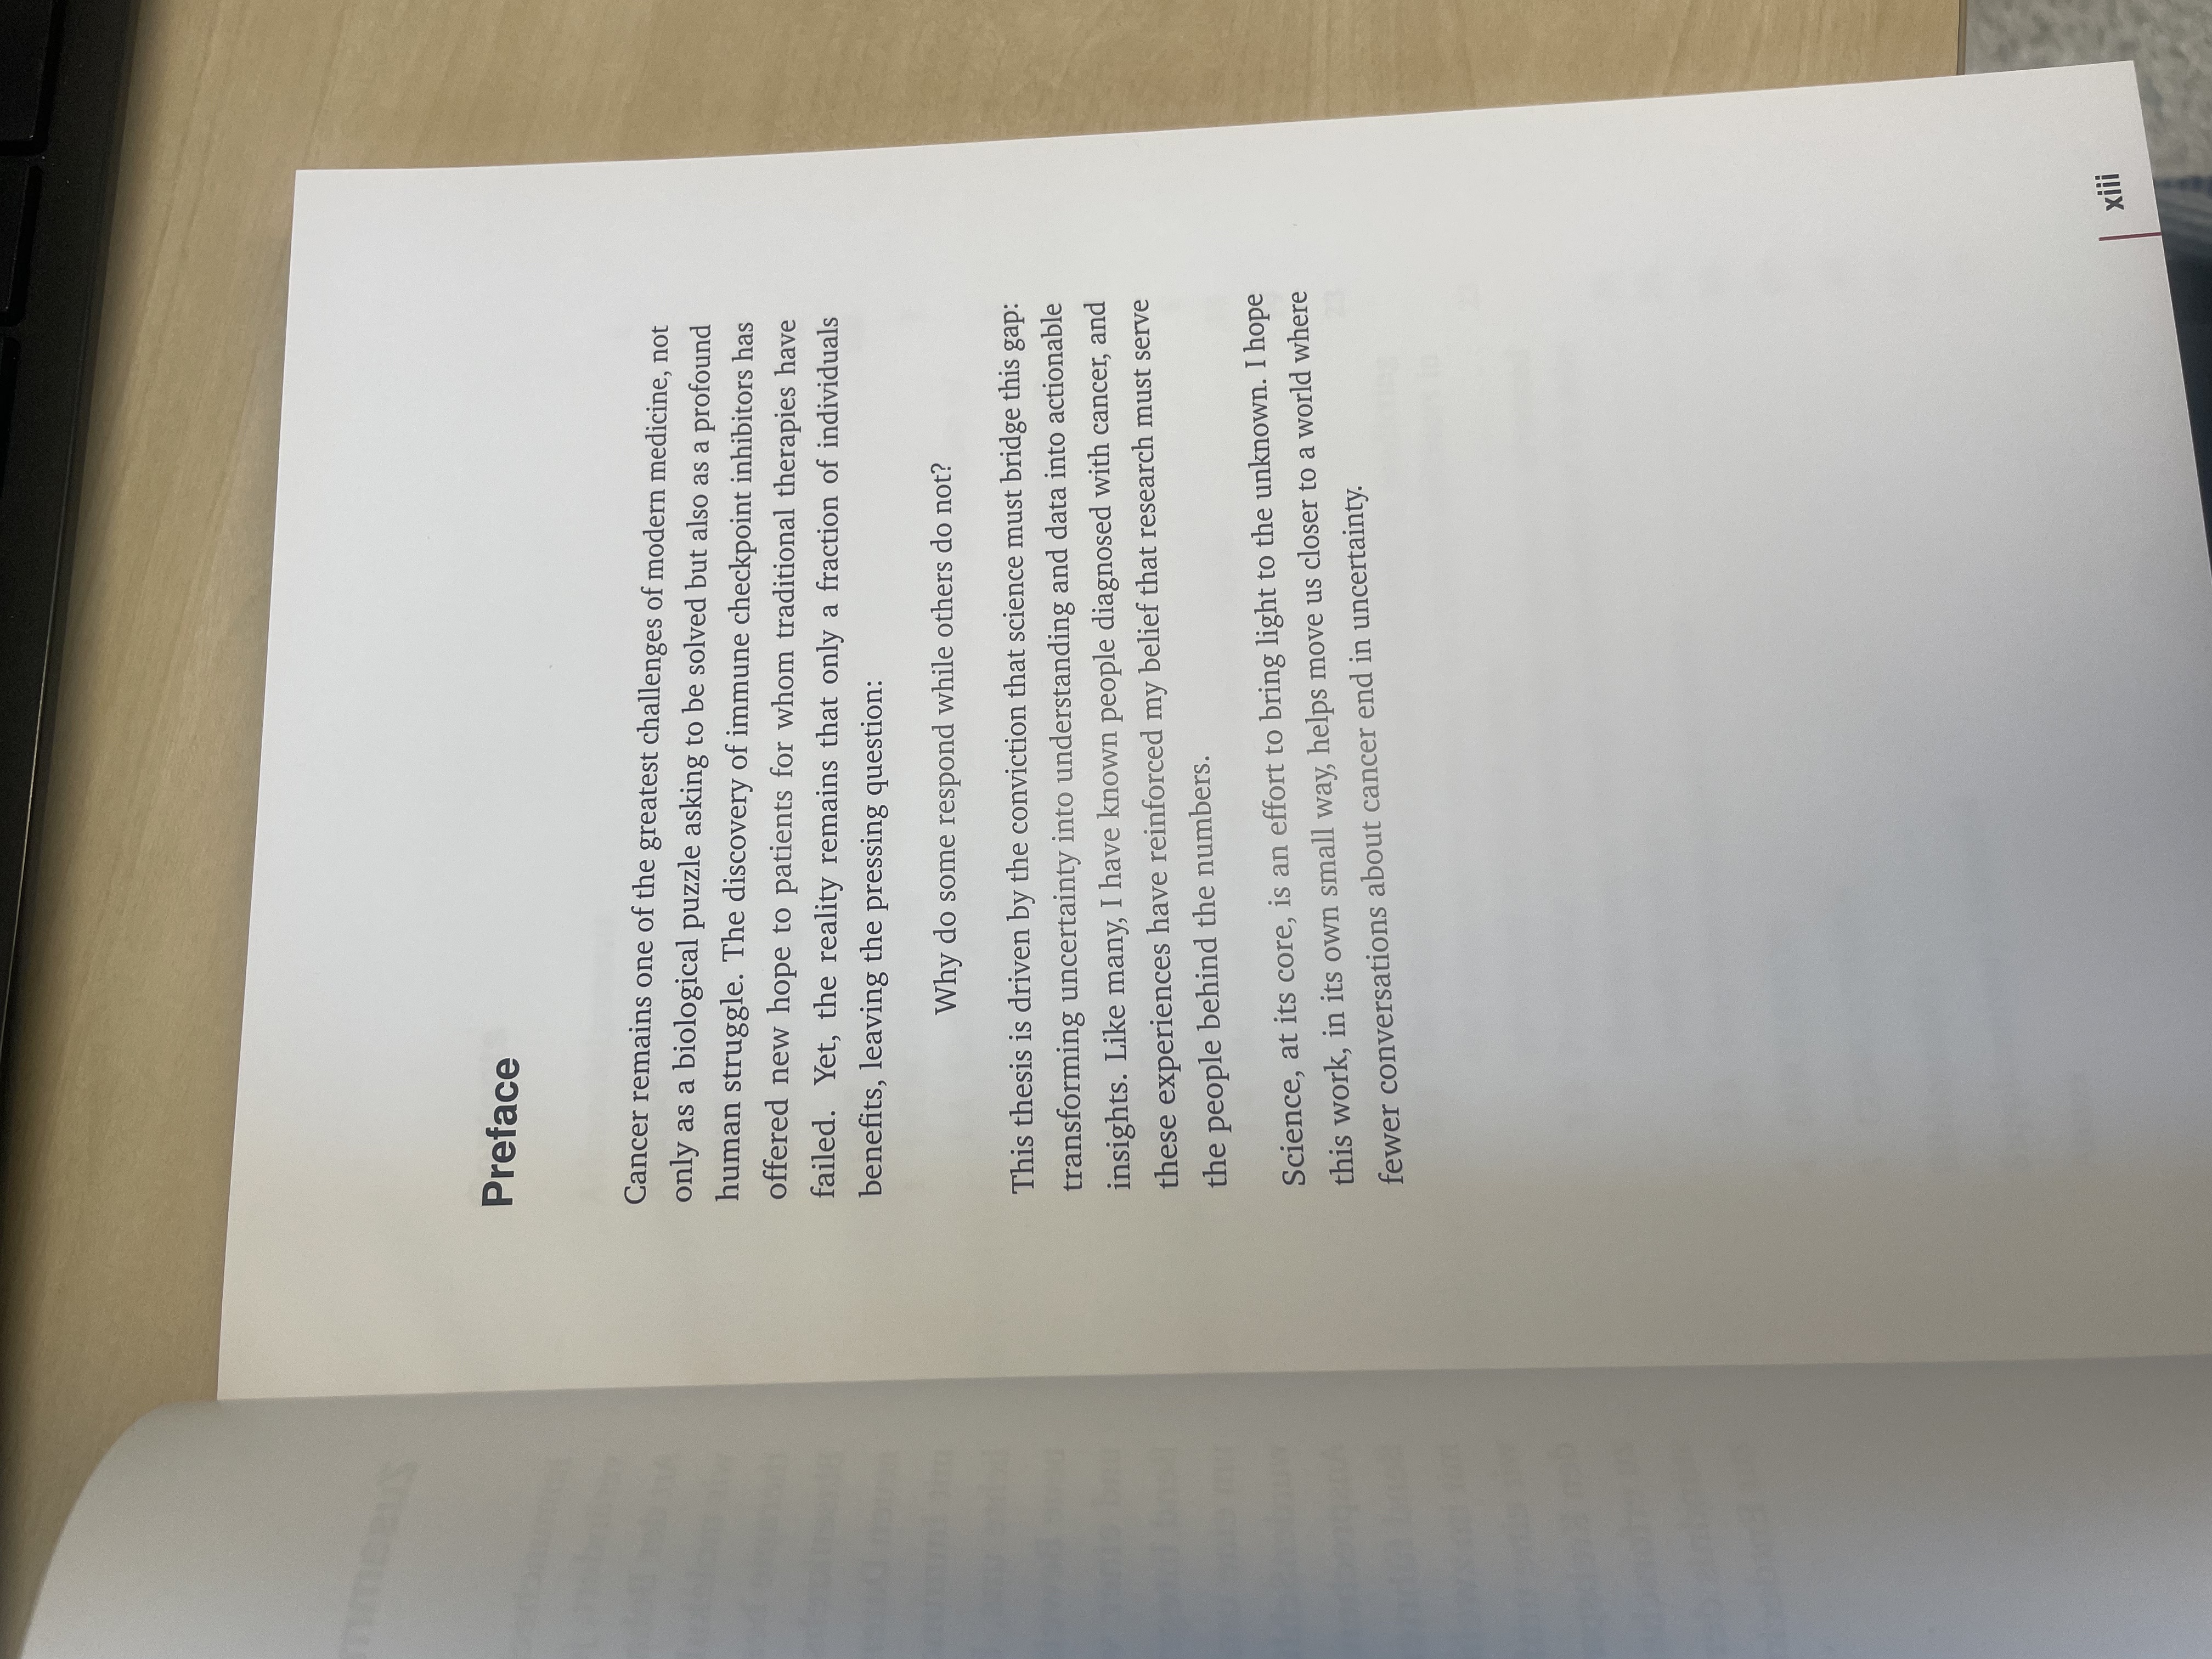 Preface
Cancer remains one of the greatest challenges of modern medicine, not
only as a biological puzzle asking to be solved but also as a profound
human struggle. The discovery of immune checkpoint inhibitors has
offered new hope to patients for whom traditional therapies have
failed. Yet, the reality remains that only a fraction of individuals
benefits, leaving the pressing question:
Why do some respond while others do not?
This thesis is driven by the conviction that science must bridge this gap:
transforming uncertainty into understanding and data into actionable
insights. Like many, I have known people diagnosed with cancer, and
these experiences have reinforced my belief that research must serve
the people behind the numbers.
Science, at its core, is an effort to bring light to the unknown. I hope
this work, in its own small way, helps move us closer to a world where
fewer conversations about cancer end in uncertainty.
xiii